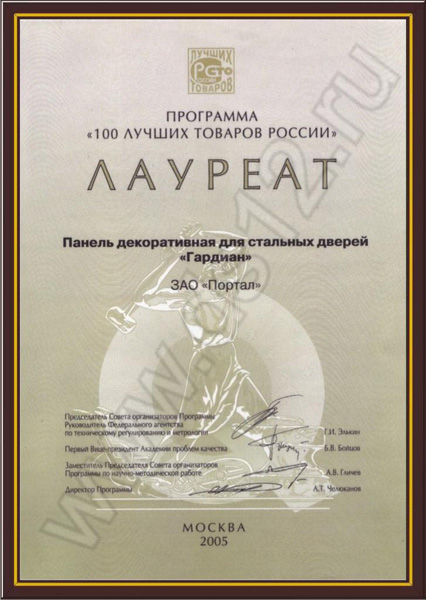 ЛУЧШИХ
ТОВАРОВ
ПРОГРАММА
«100 ЛУЧШИХ ТОВАРОВ РОССИИ»
ЛАУРЕАТ
Панель декоративная для стальных дверей
«Гардиан»
ЗАО «Портал»
Председатель Совета организаторов Программы
Руководитель Федерального агентства
по техническому регулированию и метрологии Г.И. Элькин
Первый Вице-президент Академии проблем качества Б.В. Бойцов
Заместитель Председателя Совета организаторов
Программы по научно-методической работе А.В. Гличев
Директор Программы А.Т. Челюканов
МОСКВА
2005